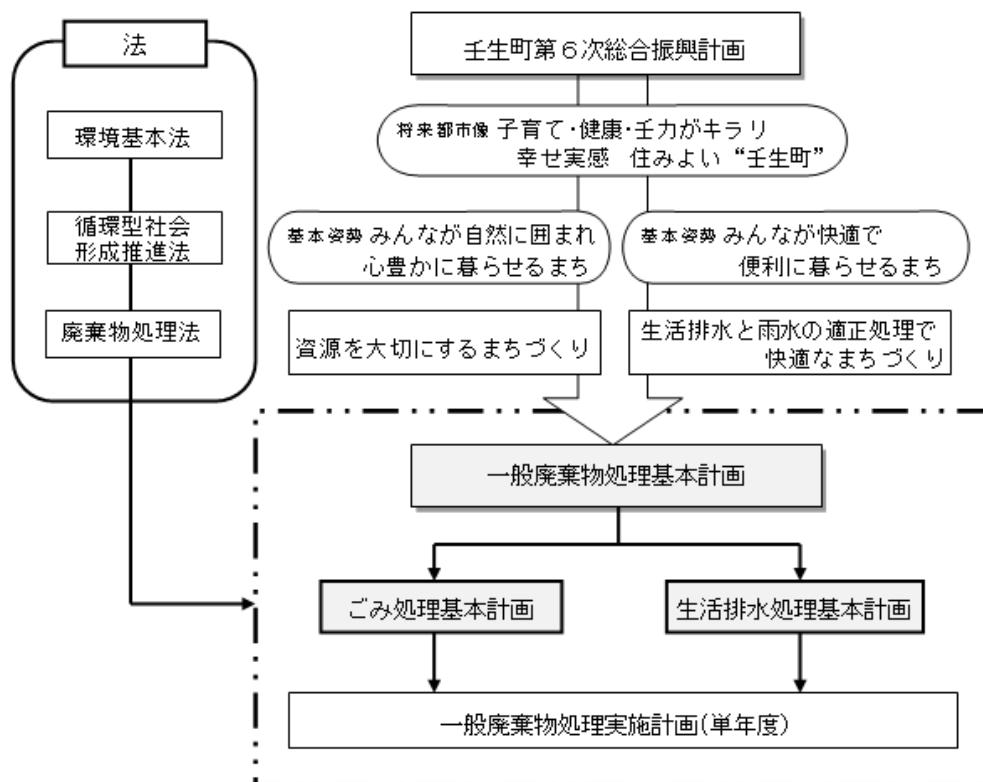 法
環境基本法
循環型社会
形成推進法
廃棄物処理法
壬生町第６次総合振興計画
将来都市像 子育て・健康・壬力がキラリ
幸せ実感　住みよい“壬生町”
基本姿勢 みんなが自然に囲まれ
心豊かに暮らせるまち
基本姿勢 みんなが快適で
便利に暮らせるまち
資源を大切にするまちづくり
生活排水と雨水の適正処理で
快適なまちづくり
一般廃棄物処理基本計画
ごみ処理基本計画
生活排水処理基本計画
一般廃棄物処理実施計画(単年度)